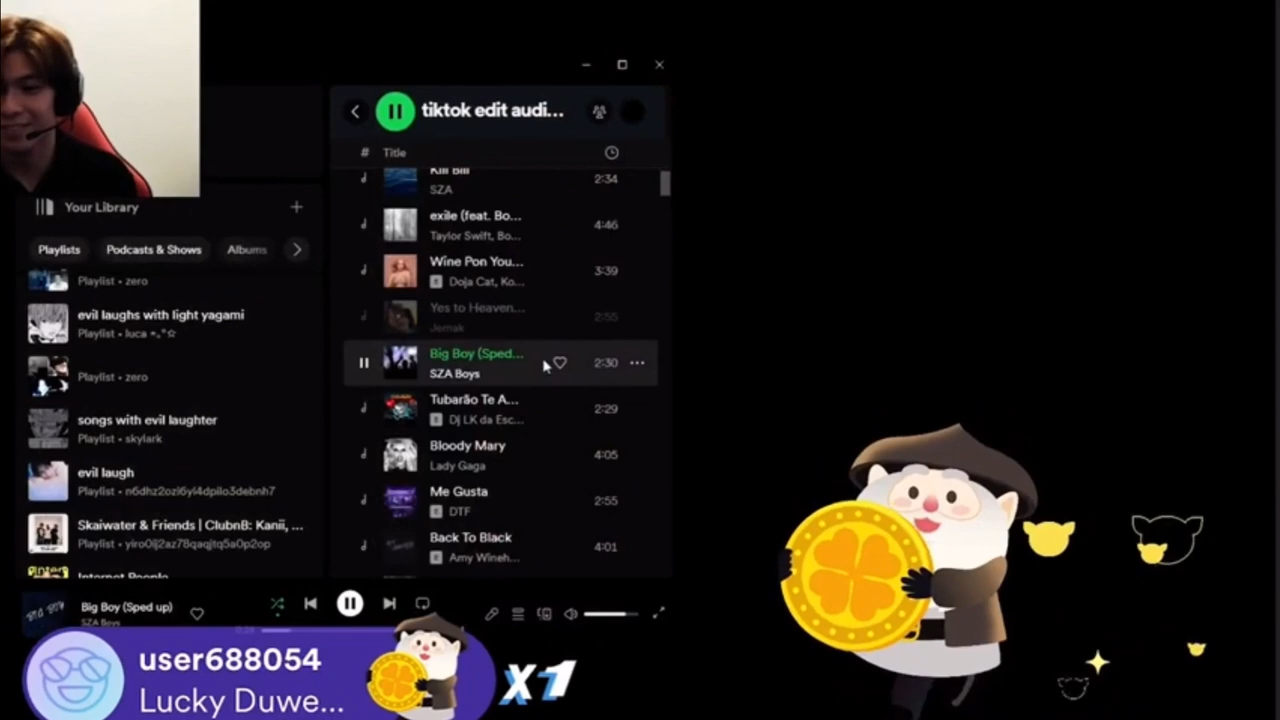 tiktok edit audi...
# Title
Kill Bill
SZA
2:34
exile (feat. Bo...
Taylor Swift, Bo...
4:46
Wine Pon You...
E Doja Cat, Ko...
3:39
Yes to Heaven...
Jemak
2:55
Big Boy (Sped...
SZA Boys
2:30
Tubarão Te A...
E Dj LK da Esc...
2:29
Bloody Mary
Lady Gaga
4:05
Me Gusta
E DTF
2:55
Back To Black
E Amy Wineh...
4:01
Your Library
Playlists Podcasts & Shows Albums
Playlist • zero
evil laughs with light yagami
Playlist • luca
Playlist • zero
songs with evil laughter
Playlist • skylark
evil laugh
Playlist • n6dhz2ozi6yl4dpilo3debnh7
Skaiwater & Friends | Clubn8: Kanii, ...
Playlist • yiro0lj2az78qaqjtq5a0p2op
Internet People
Big Boy (Sped up)
SZA Boys
user688054
Lucky Duwe...
X1